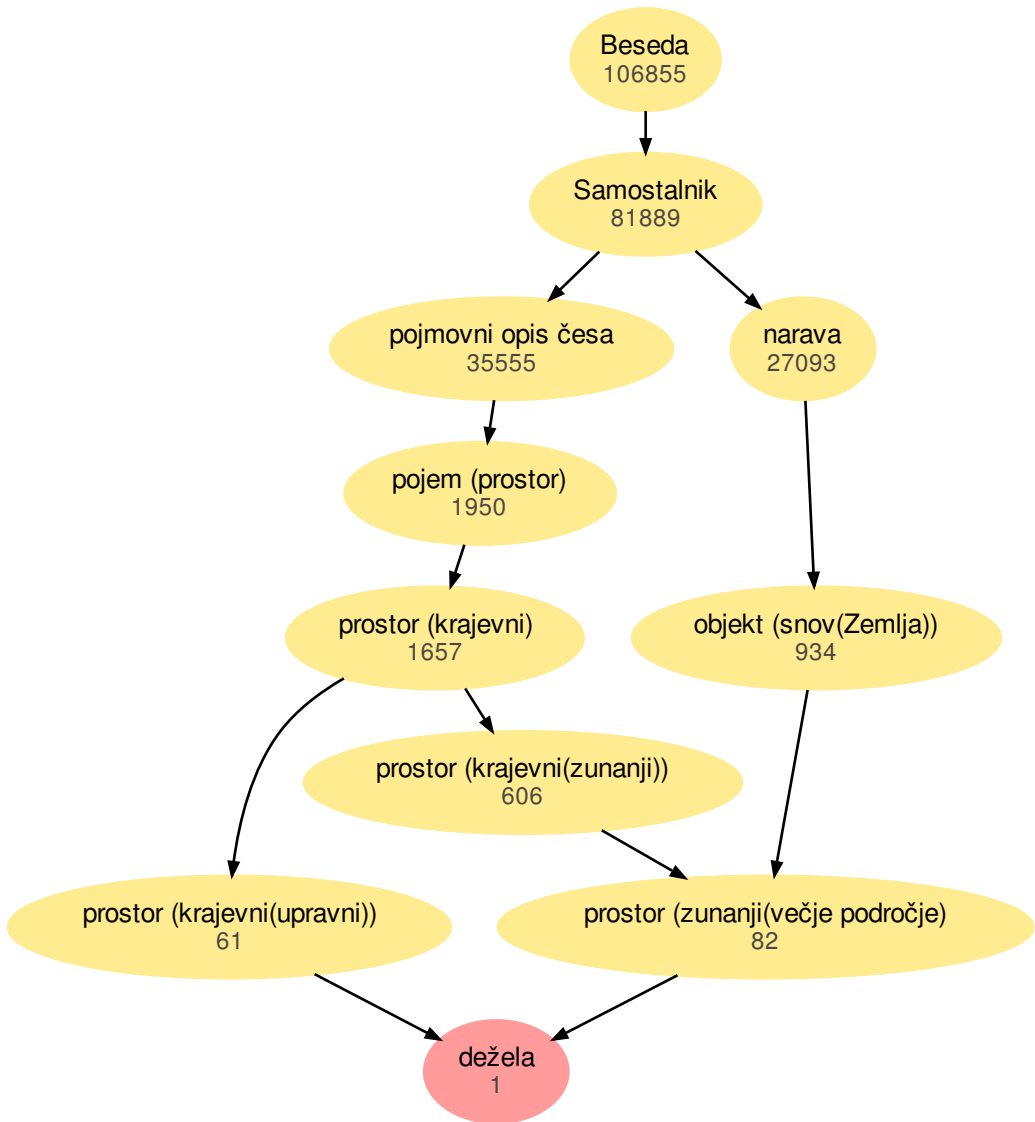 Beseda
106855
Samostalnik
81889
pojmovni opis česa
35555
narava
27093
pojem (prostor)
1950
prostor (krajevni)
1657
objekt (snov(Zemlja))
934
prostor (krajevni(zunanji))
606
prostor (krajevni(upravni))
61
prostor (zunanji(večje področje)
82
dežela
1